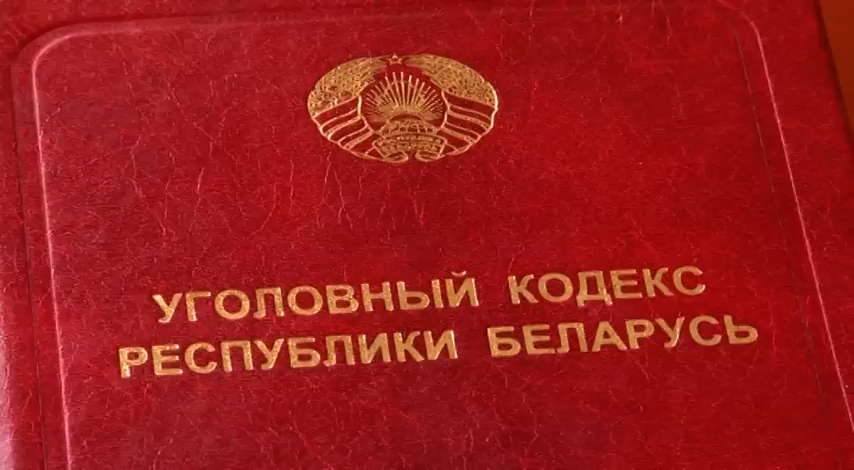 УГОЛОВНЫЙ КОДЕКС
РЕСПУБЛИКИ БЕЛАРУСЬ